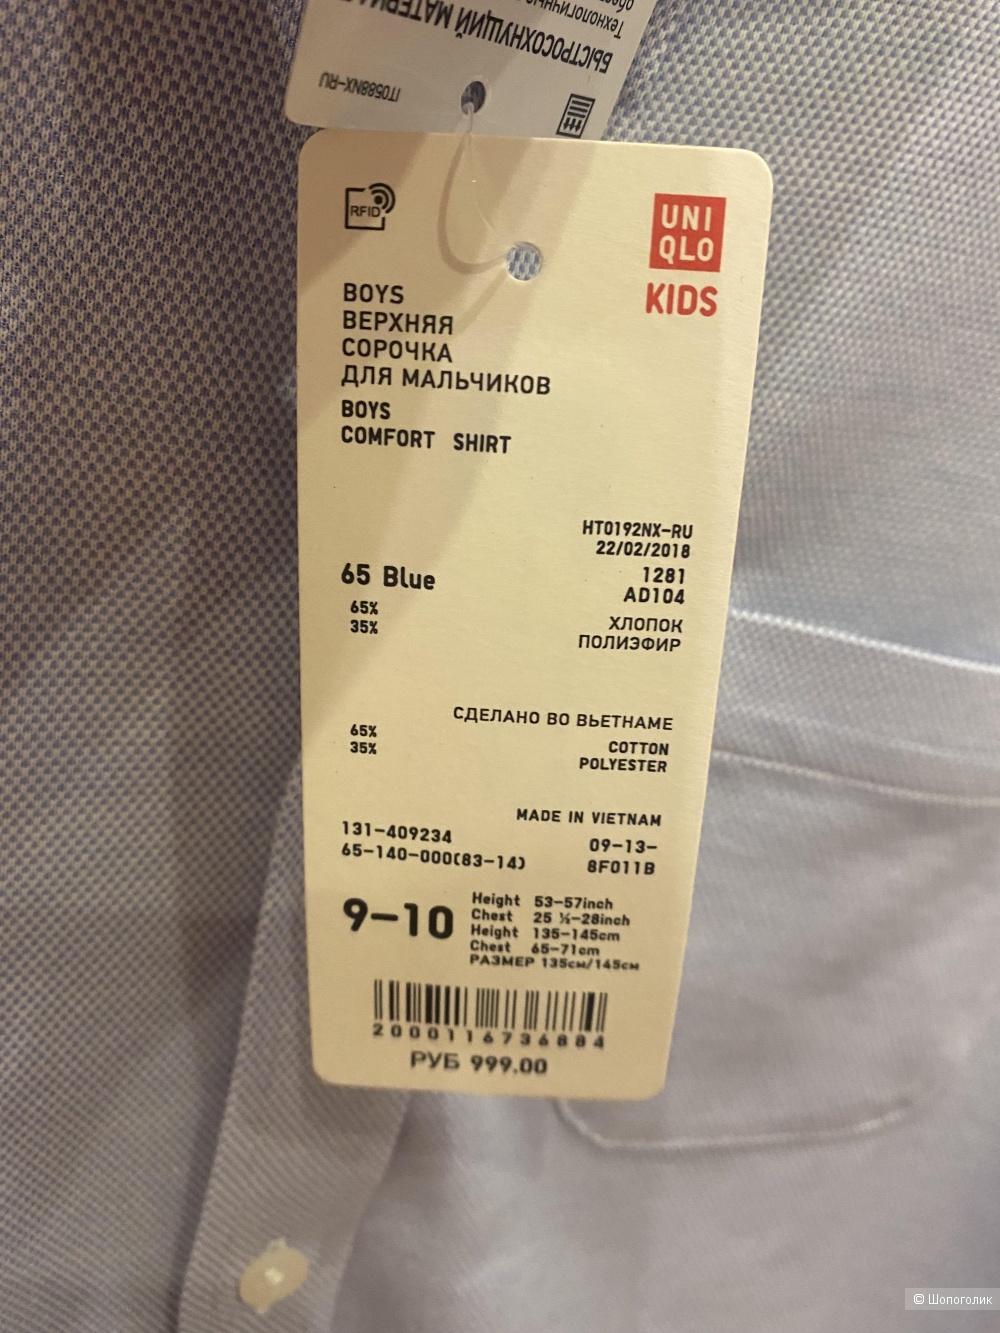 Технологичные
БЫСТРОСОХНУЩИЙ
IT0588NX-RU
RFID
UNI
QLO
KIDS
BOYS
ВЕРХНЯЯ
СОРОЧКА
ДЛЯ МАЛЬЧИКОВ
BOYS
COMFORT SHIRT
HT0192NX-RU
22/02/2018
65 Blue 1281
AD104
65% ХЛОПОК
35% ПОЛИЭФИР
СДЕЛАНО ВО ВЬЕТНАМЕ
65% COTTON
35% POLYESTER
MADE IN VIETNAM
131-409234 09-13-
65-140-000(83-14) 8F011B
9-10
Height 53-57inch
Chest 25 ½-28inch
Height 135-145cm
Chest 65-71cm
РАЗМЕР 135см/145см
2000116736884
РУБ 999.00
© Шопоголик